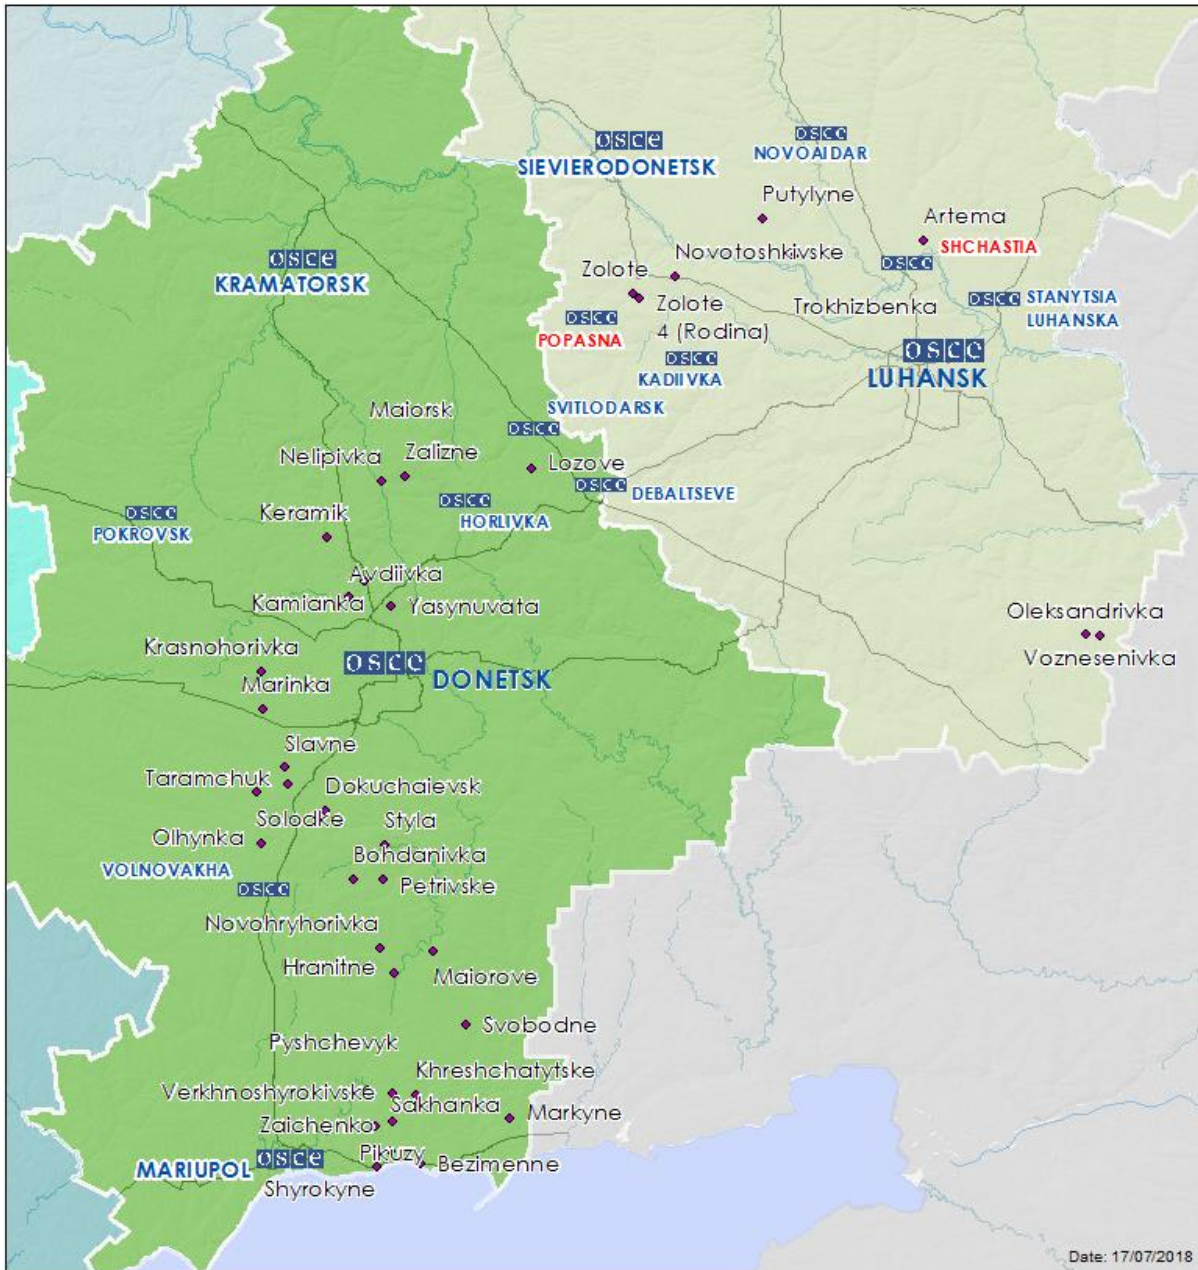 osce
SIEVIERODONETSK
osce
NOVOAIDAR
Putylyne
Artema
SHCHASTIA
osce
osce
KRAMATORSK
Novotoshkivske
Zolote
Zolote
4 (Rodina)
Trokhizbenka
osce
STANYTSIA
LUHANSKA
osce
POPASNA
osce
KADIIVKA
osce
LUHANSK
SVITLODARSK
osce
Maiorsk
Nelipivka
Zalizne
Lozove
osce
DEBALTSEVE
osce
HORLIVKA
osce
POKROVSK
Keramik
Avdiivka
Kamianka
Yasynuvata
Oleksandrivka
Voznesenivka
Krasnohorivka
osce
DONETSK
Marinka
Slavne
Taramchuk
Dokuchaievsk
Solodke
Styla
Olhynka
Bohdanivka
VOLNOVAKHA
osce
Petrivske
Novohryhorivka
Hranitne
Maiorove
Svobodne
Pyshchevyk
Khreshchatytske
Verkhnoshyrokivske
Sakhanka
Markyne
Zaichenko
Pikuzy
Bezimenne
MARIUPOL
osce
Shyrokyne
Date: 17/07/2018